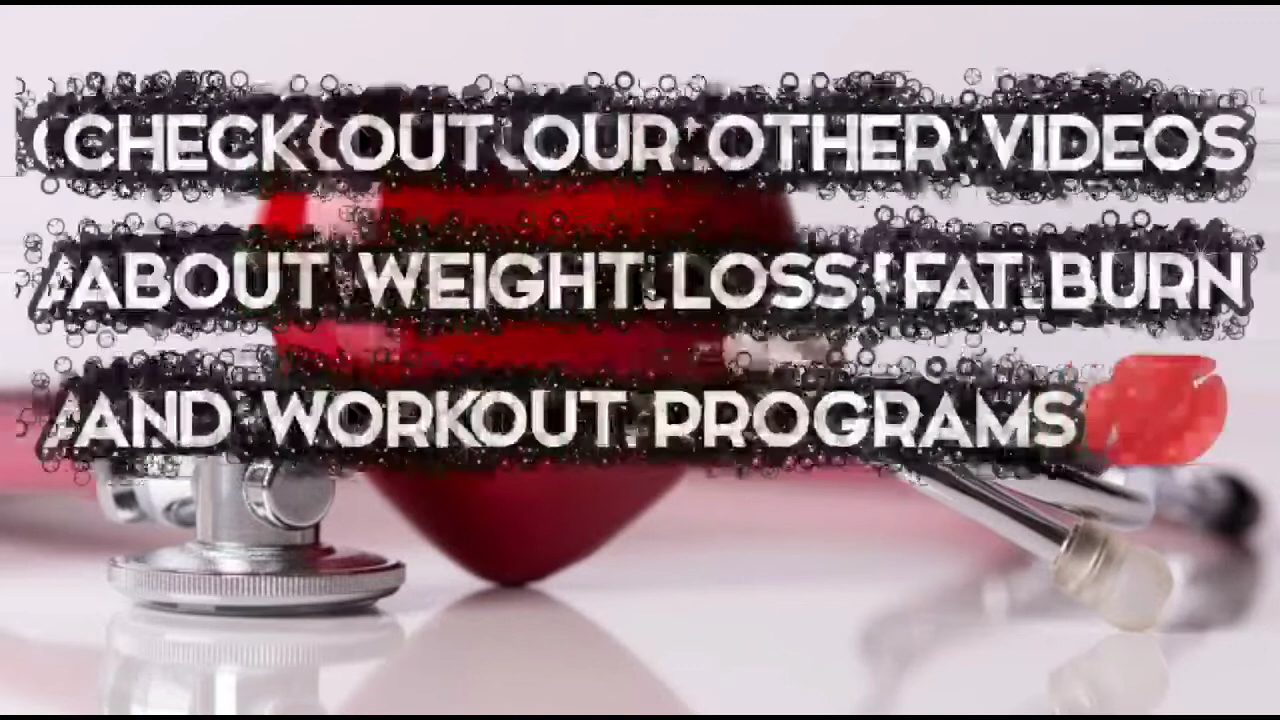 CHECK OUT OUR OTHER VIDEOS
ABOUT WEIGHT LOSS, FAT BURN
AND WORKOUT PROGRAMS